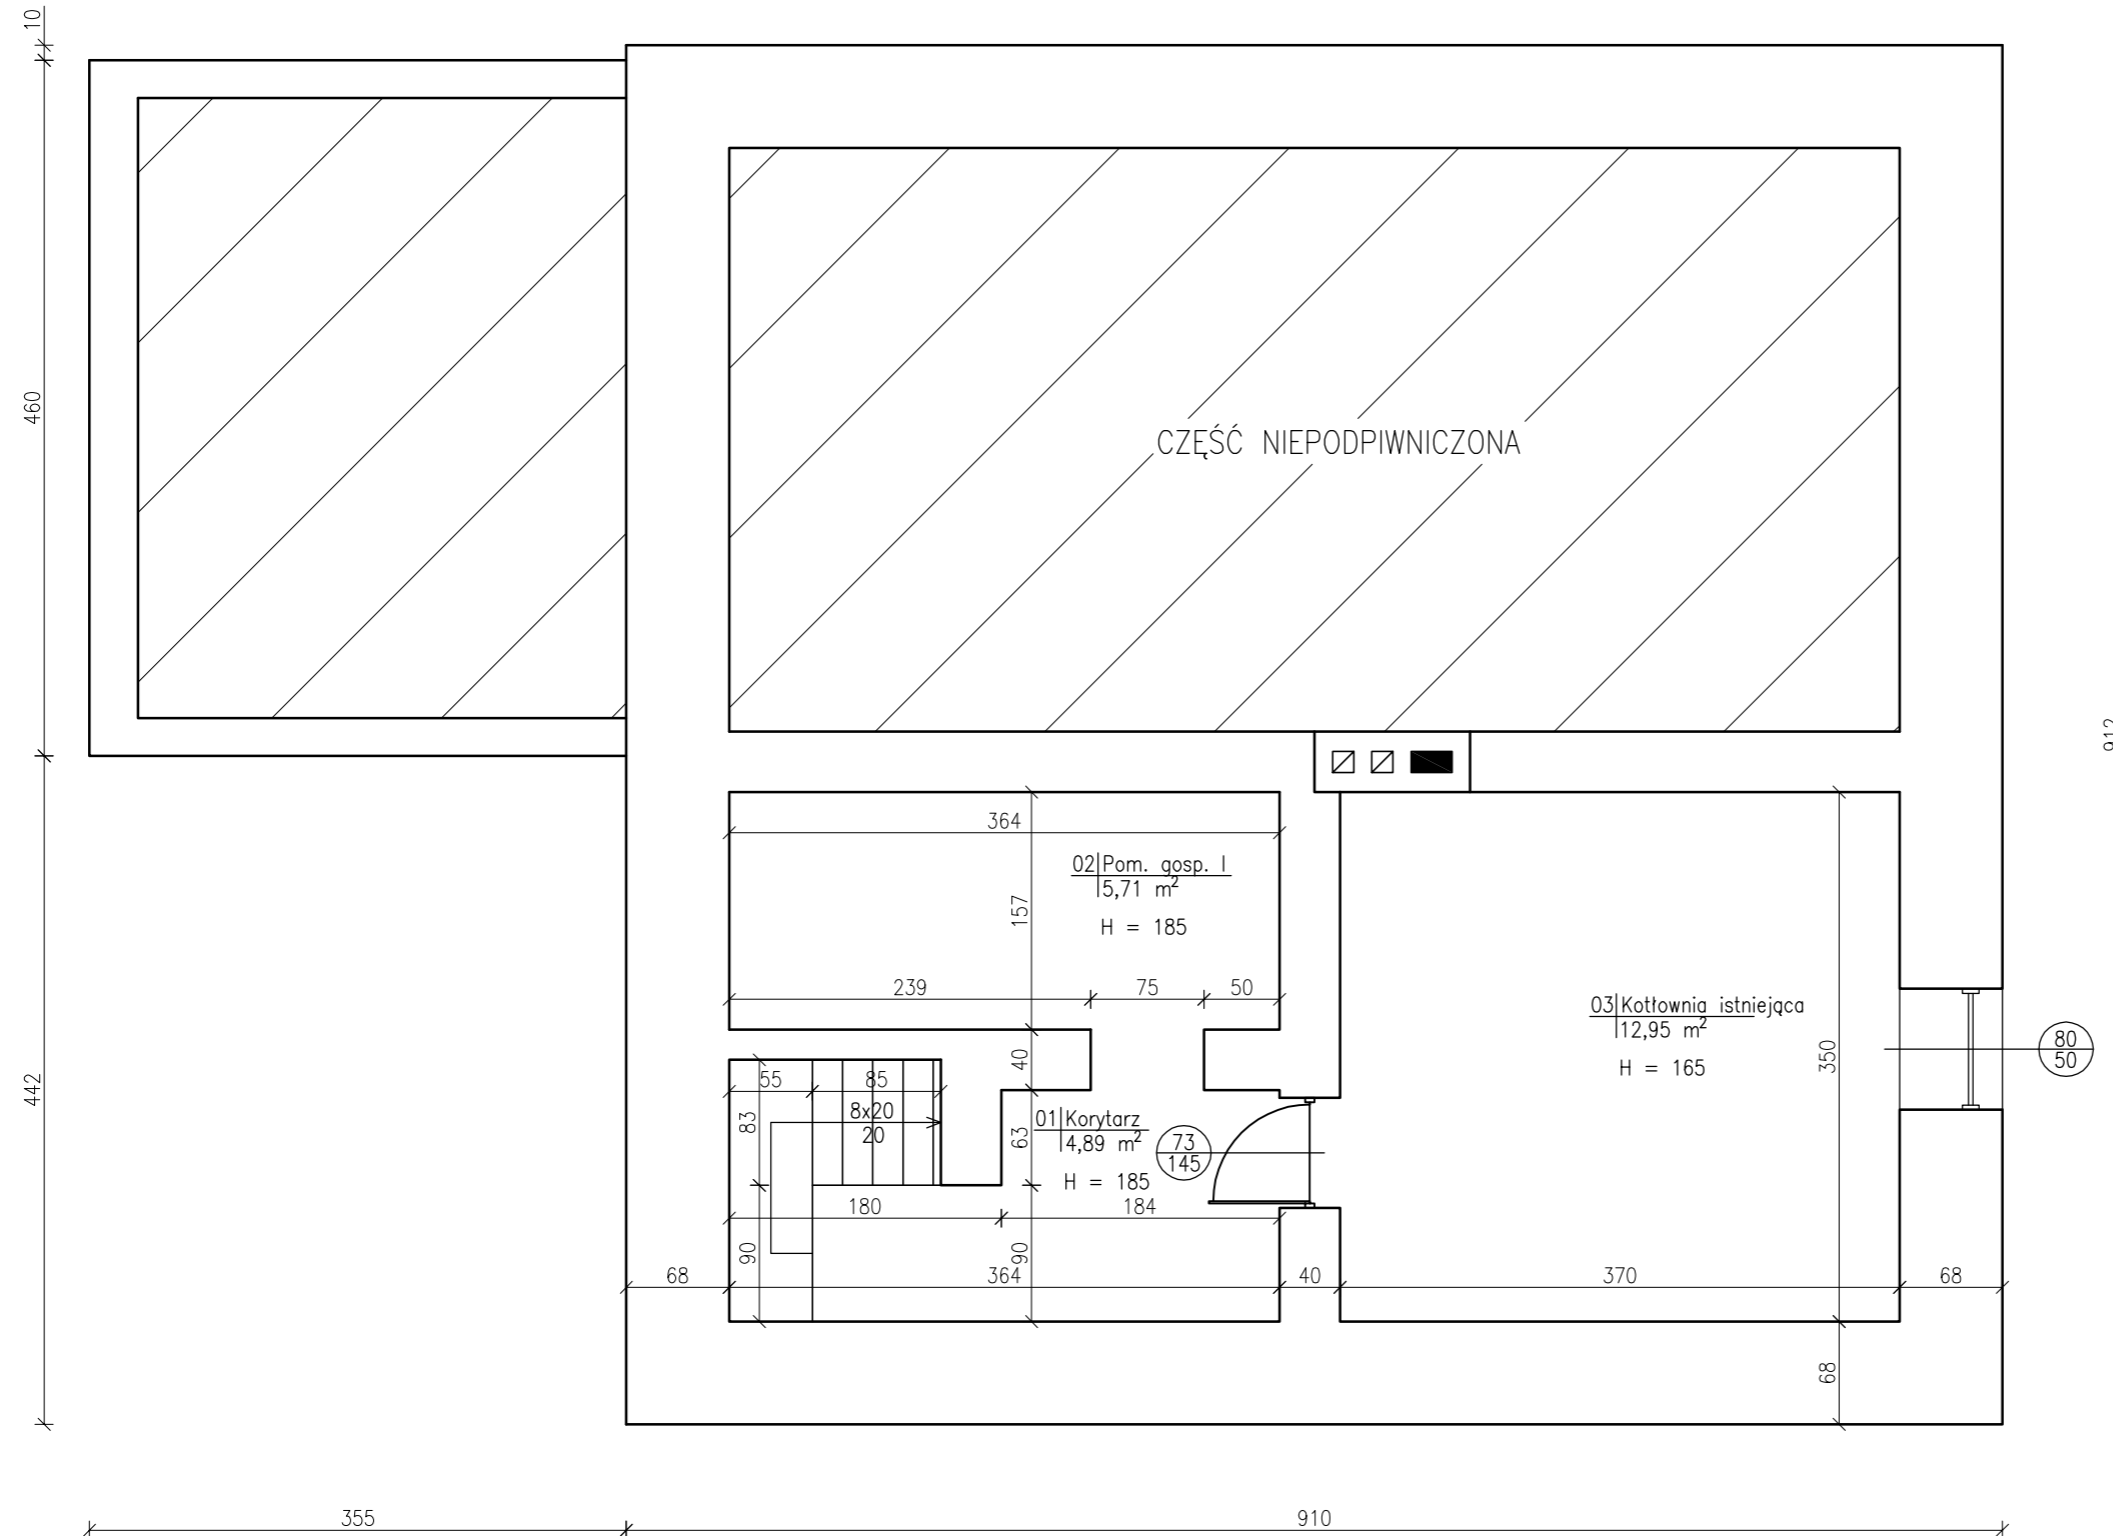 10
460
442
912
CZĘŚĆ NIEPODPIWNICZONA
364
02 Pom. gosp. I
5,71 m²
H = 185
157
239 75 50
40
03 Kotłownia istniejąca
12,95 m²
H = 165
350
80
50
55 85
83
8x20
20
63
01 Korytarz
4,89 m²
H = 185
73
145
180 184
90
90
68 364 40 370 68
68
355 910